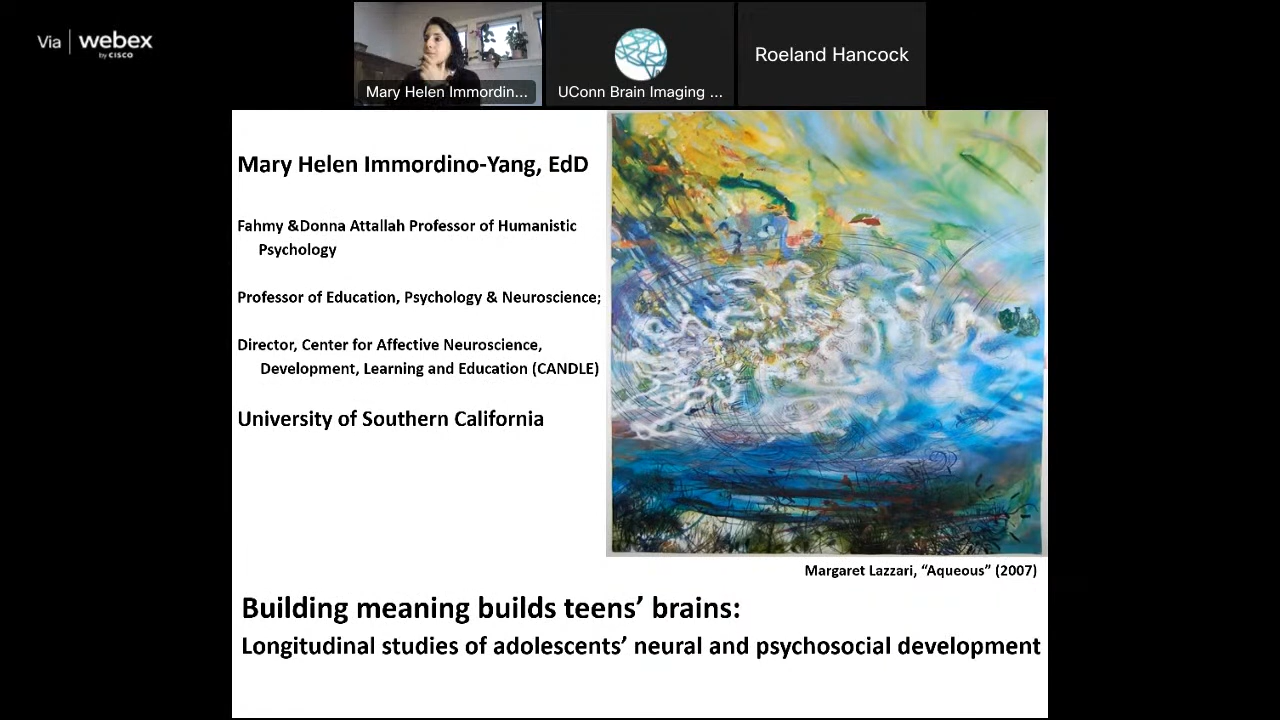 Via | webex
by CISCO
Mary Helen Immordin...
UConn Brain Imaging ...
Roeland Hancock
Mary Helen Immordino-Yang, EdD
Fahmy &Donna Attallah Professor of Humanistic
Psychology
Professor of Education, Psychology & Neuroscience;
Director, Center for Affective Neuroscience,
Development, Learning and Education (CANDLE)
University of Southern California
Margaret Lazzari, “Aqueous” (2007)
Building meaning builds teens’ brains:
Longitudinal studies of adolescents’ neural and psychosocial development